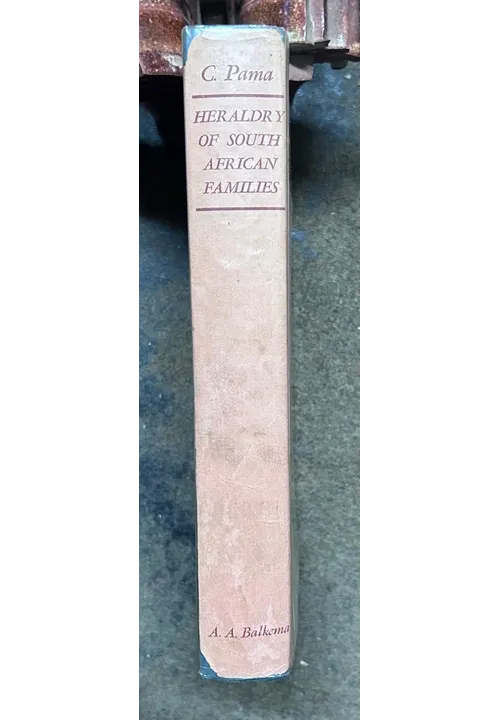 C. Pama
HERALDRY
OF SOUTH
AFRICAN
FAMILIES
A. A. Balkema